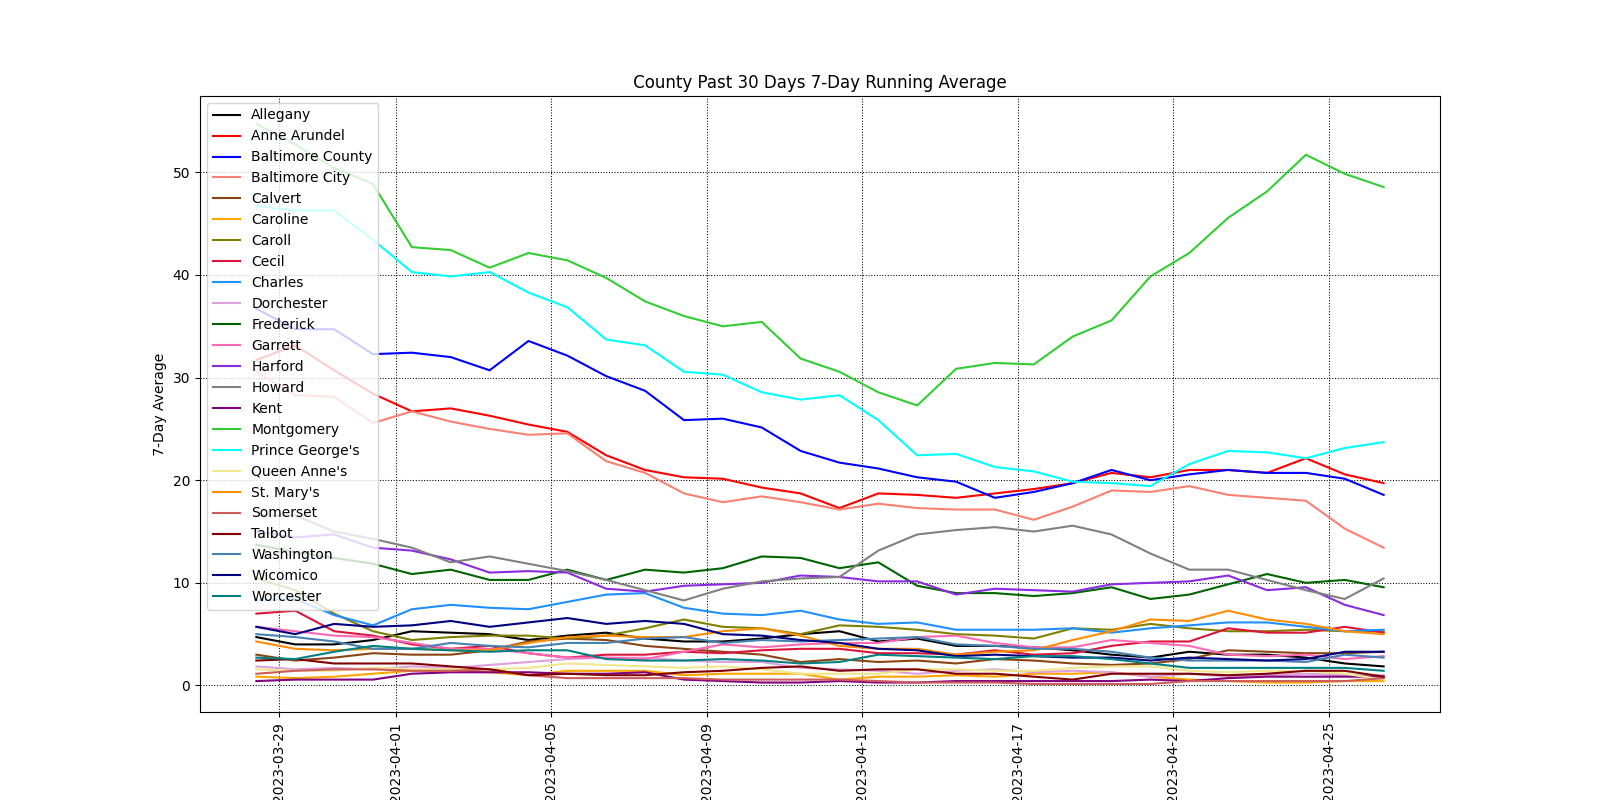 County Past 30 Days 7-Day Running Average
7-Day Average
50
40
30
20
10
0
Allegany
Anne Arundel
Baltimore County
Baltimore City
Calvert
Caroline
Caroll
Cecil
Charles
Dorchester
Frederick
Garrett
Harford
Howard
Kent
Montgomery
Prince George's
Queen Anne's
St. Mary's
Somerset
Talbot
Washington
Wicomico
Worcester
2023-03-29
2023-04-01
2023-04-05
2023-04-09
2023-04-13
2023-04-17
2023-04-21
2023-04-25